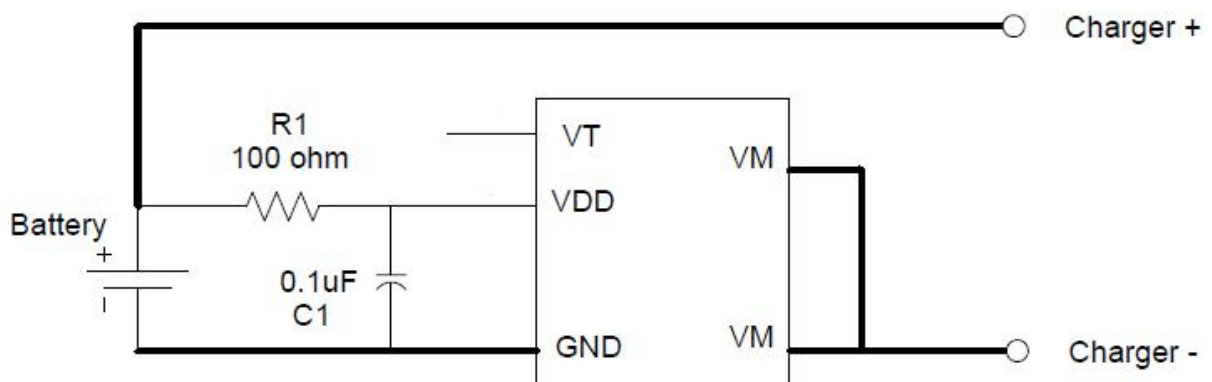 Charger +
R1
100 ohm
VT
VM
VDD
Battery
+
-
0.1uF
C1
GND
VM
Charger -